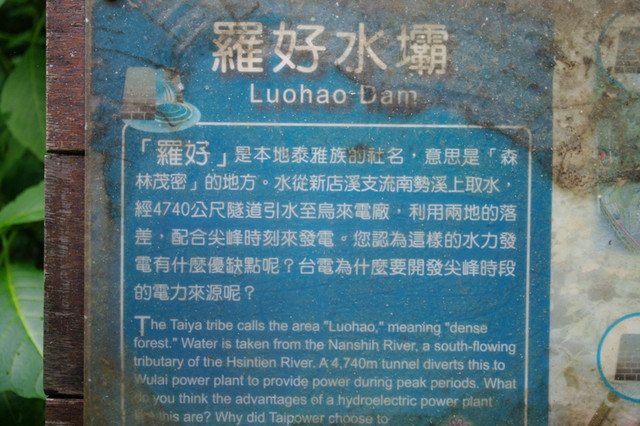 羅好水壩
Luohao Dam
「羅好」是本地泰雅族的社名，意思是「森
林茂密」的地方。水從新店溪支流南勢溪上取水，
經4740公尺隧道引水至烏來電廠，利用兩地的落
差，配合尖峰時刻來發電。您認為這樣的水力發
電有什麼優缺點呢？台電為什麼要開發尖峰時段
的電力來源呢？
The Taiya tribe calls the area "Luohao," meaning "dense
forest." Water is taken from the Nanshih River, a south-flowing
tributary of the Hsintien River. A 4,740m tunnel diverts this to
Wulai power plant to provide power during peak periods. What
do you think the advantages of a hydroelectric power plant
like this are? Why did Taipower choose to